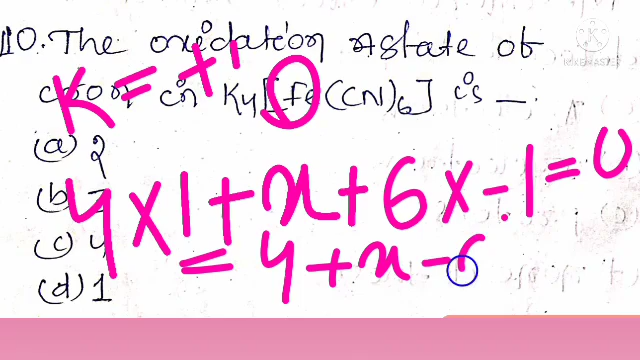 10. The oxidation state of
K = +1
in K4[Fe(CN)6] is _
(a) 2
(b)
4 x 1 + x + 6 x - 1 = 0
(c) 4
= 4 + x - 6
(d) 1
KINEMASTER